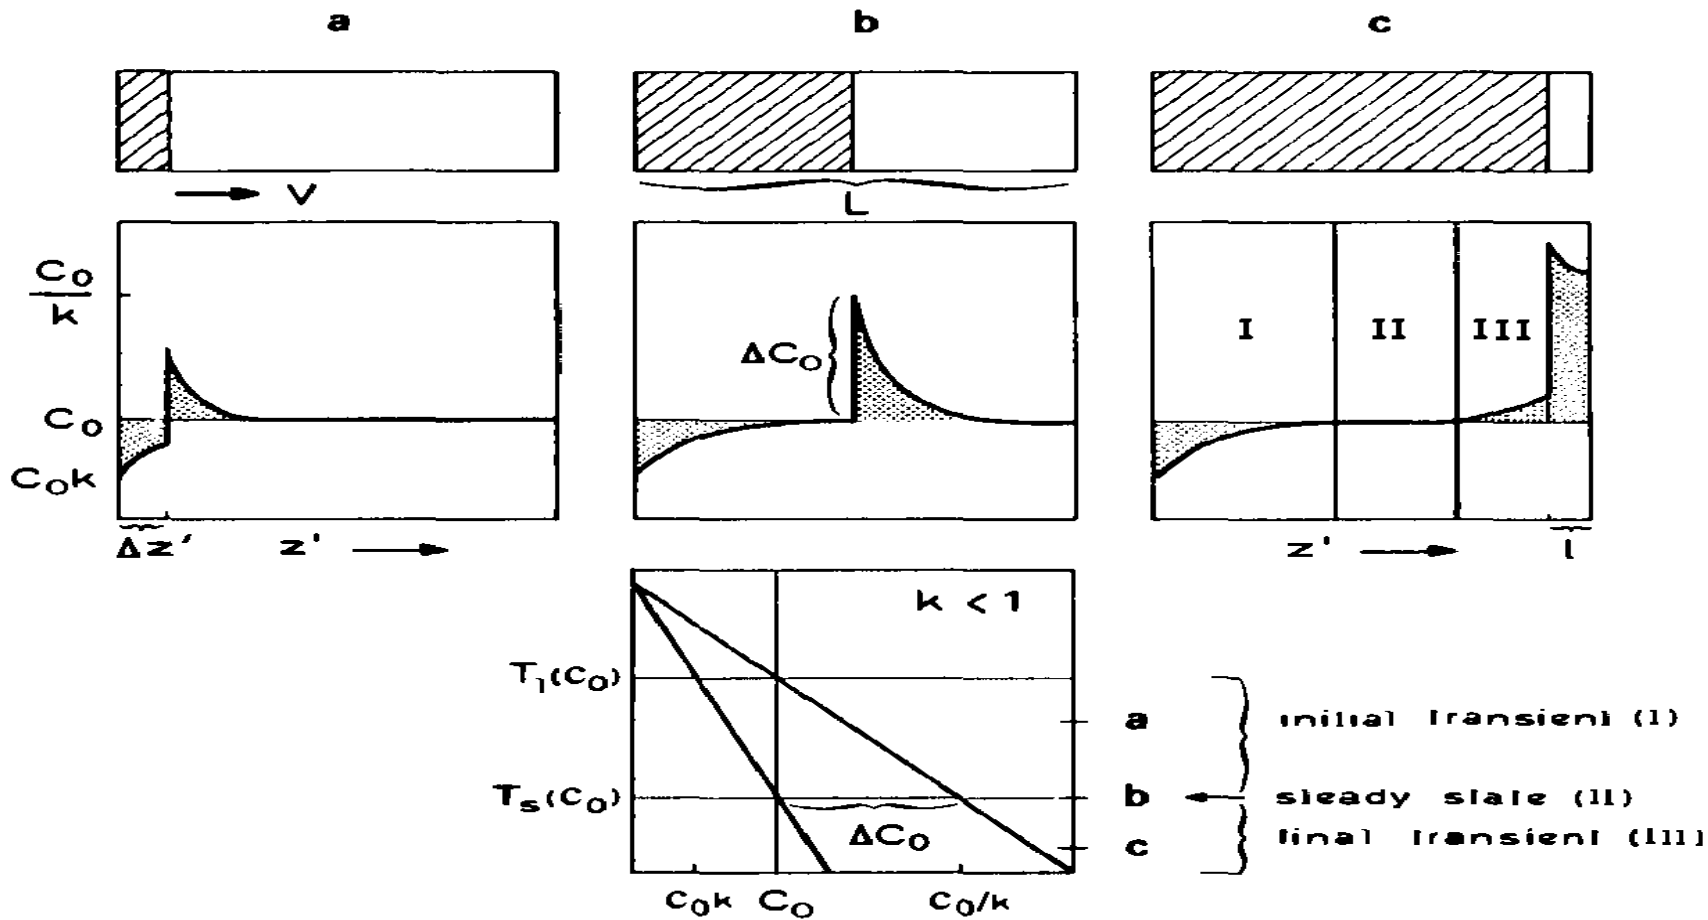 a b c
V
L
C₀/k
C₀
C₀k
ΔC₀
I II III
Δz' z'
z' l
k < 1
Tₗ(C₀)
a initial transient (I)
Tₛ(C₀) b steady state (II)
ΔC₀
c final transient (III)
C₀k C₀ C₀/k